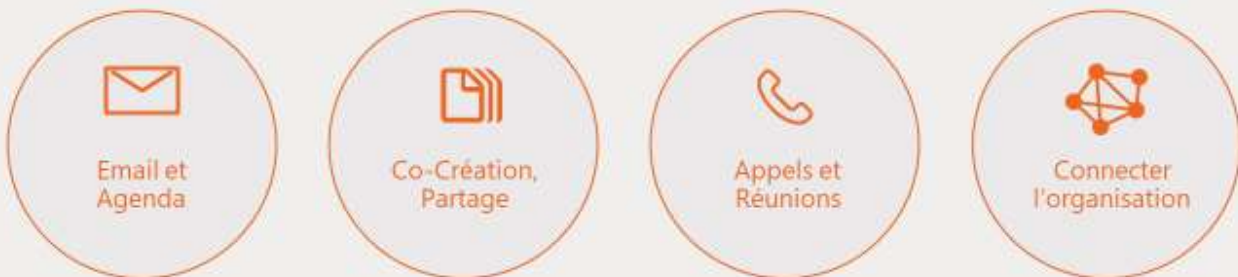 Email et
Agenda
Co-Création,
Partage
Appels et
Réunions
Connecter
l'organisation